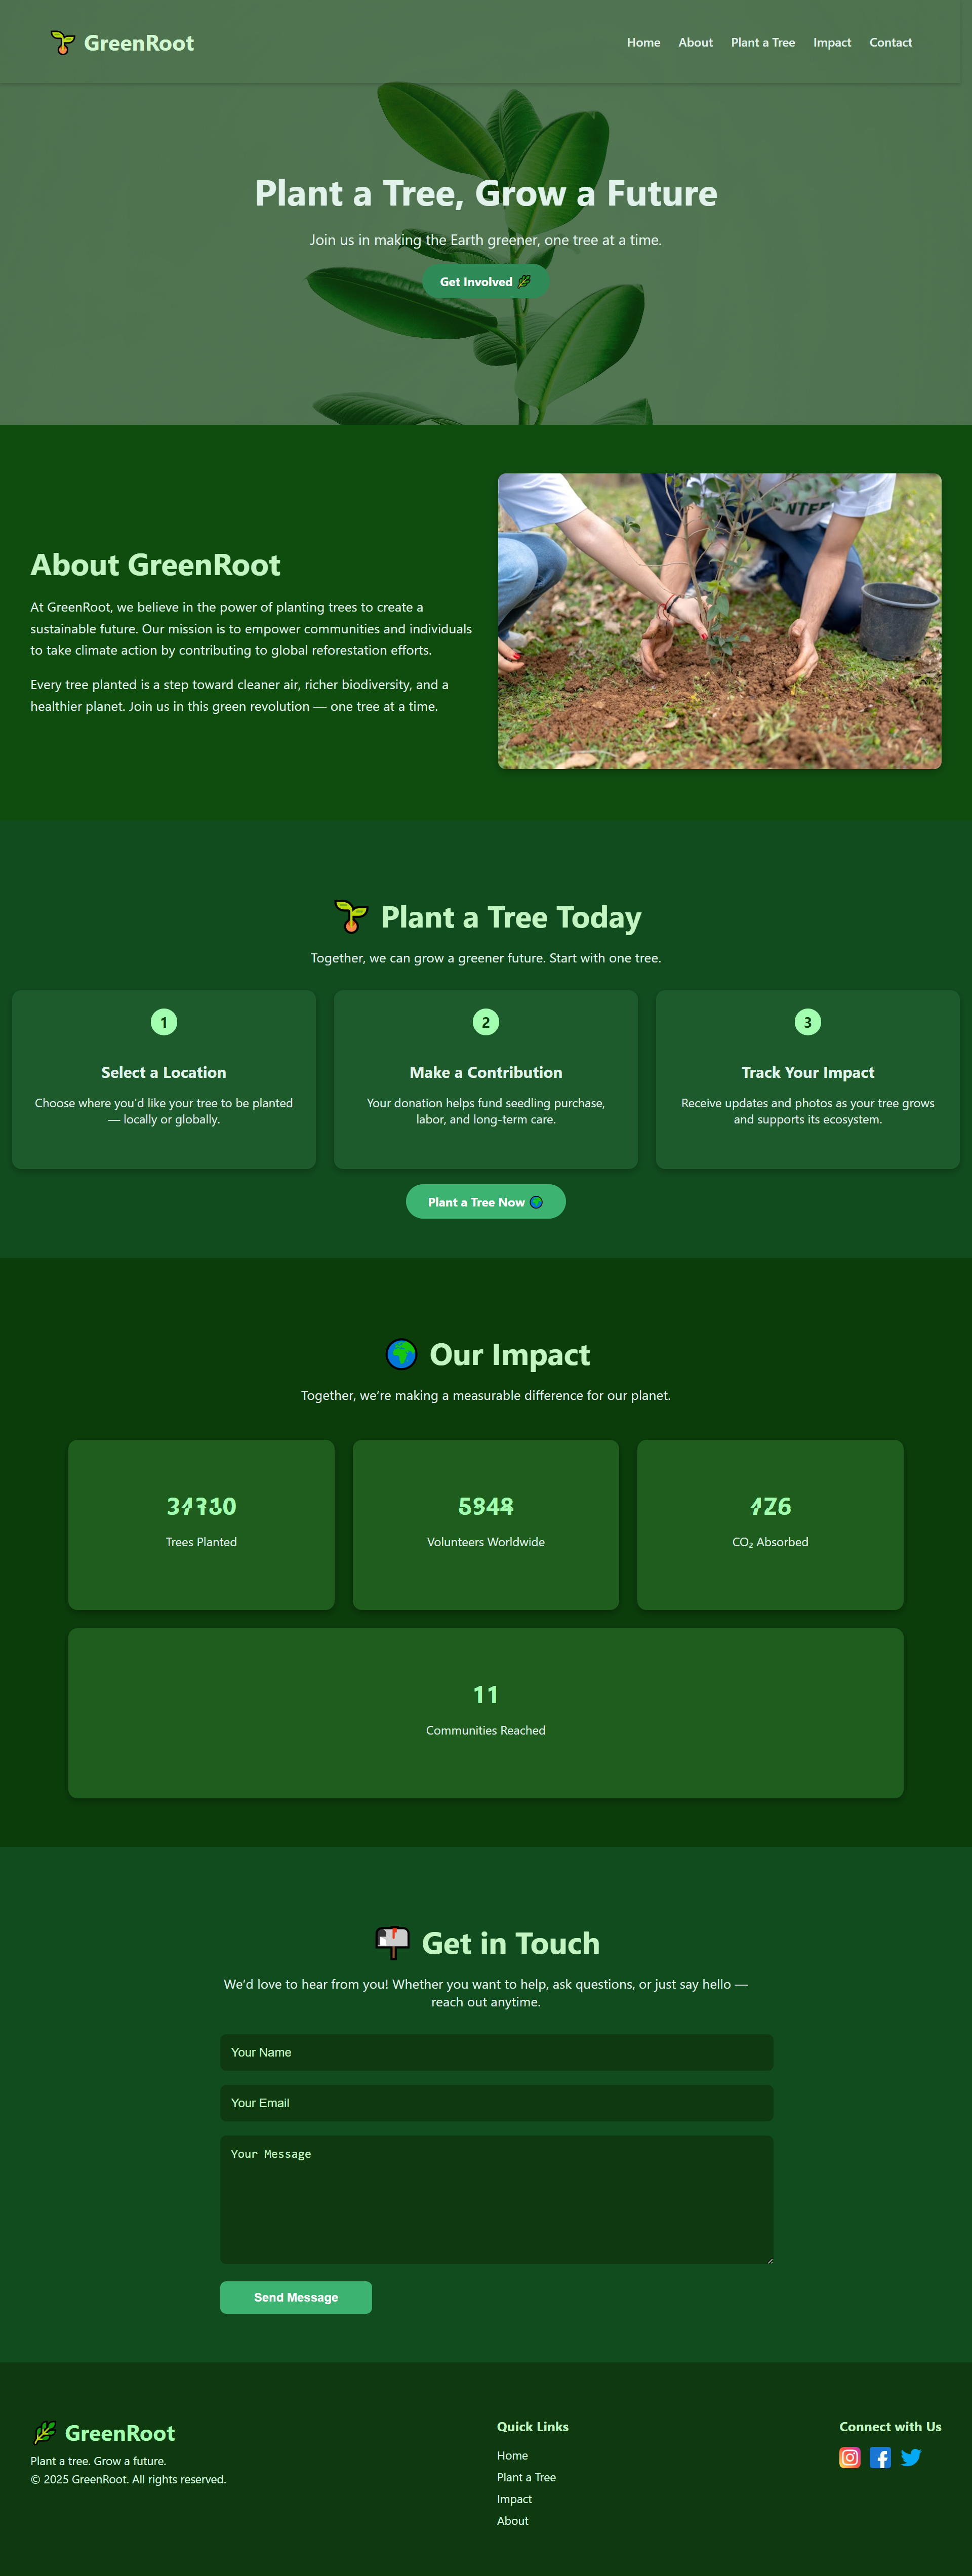 GreenRoot
Home About Plant a Tree Impact Contact
Plant a Tree, Grow a Future
Join us in making the Earth greener, one tree at a time.
Get Involved
About GreenRoot
At GreenRoot, we believe in the power of planting trees to create a
sustainable future. Our mission is to empower communities and individuals
to take climate action by contributing to global reforestation efforts.
Every tree planted is a step toward cleaner air, richer biodiversity, and a
healthier planet. Join us in this green revolution — one tree at a time.
Plant a Tree Today
Together, we can grow a greener future. Start with one tree.
1
Select a Location
Choose where you'd like your tree to be planted
— locally or globally.
2
Make a Contribution
Your donation helps fund seedling purchase,
labor, and long-term care.
3
Track Your Impact
Receive updates and photos as your tree grows
and supports its ecosystem.
Plant a Tree Now
Our Impact
Together, we’re making a measurable difference for our planet.
Trees Planted
Volunteers Worldwide
CO₂ Absorbed
11
Communities Reached
Get in Touch
We’d love to hear from you! Whether you want to help, ask questions, or just say hello —
reach out anytime.
Your Name
Your Email
Your Message
Send Message
GreenRoot
Plant a tree. Grow a future.
© 2025 GreenRoot. All rights reserved.
Quick Links
Home
Plant a Tree
Impact
About
Connect with Us